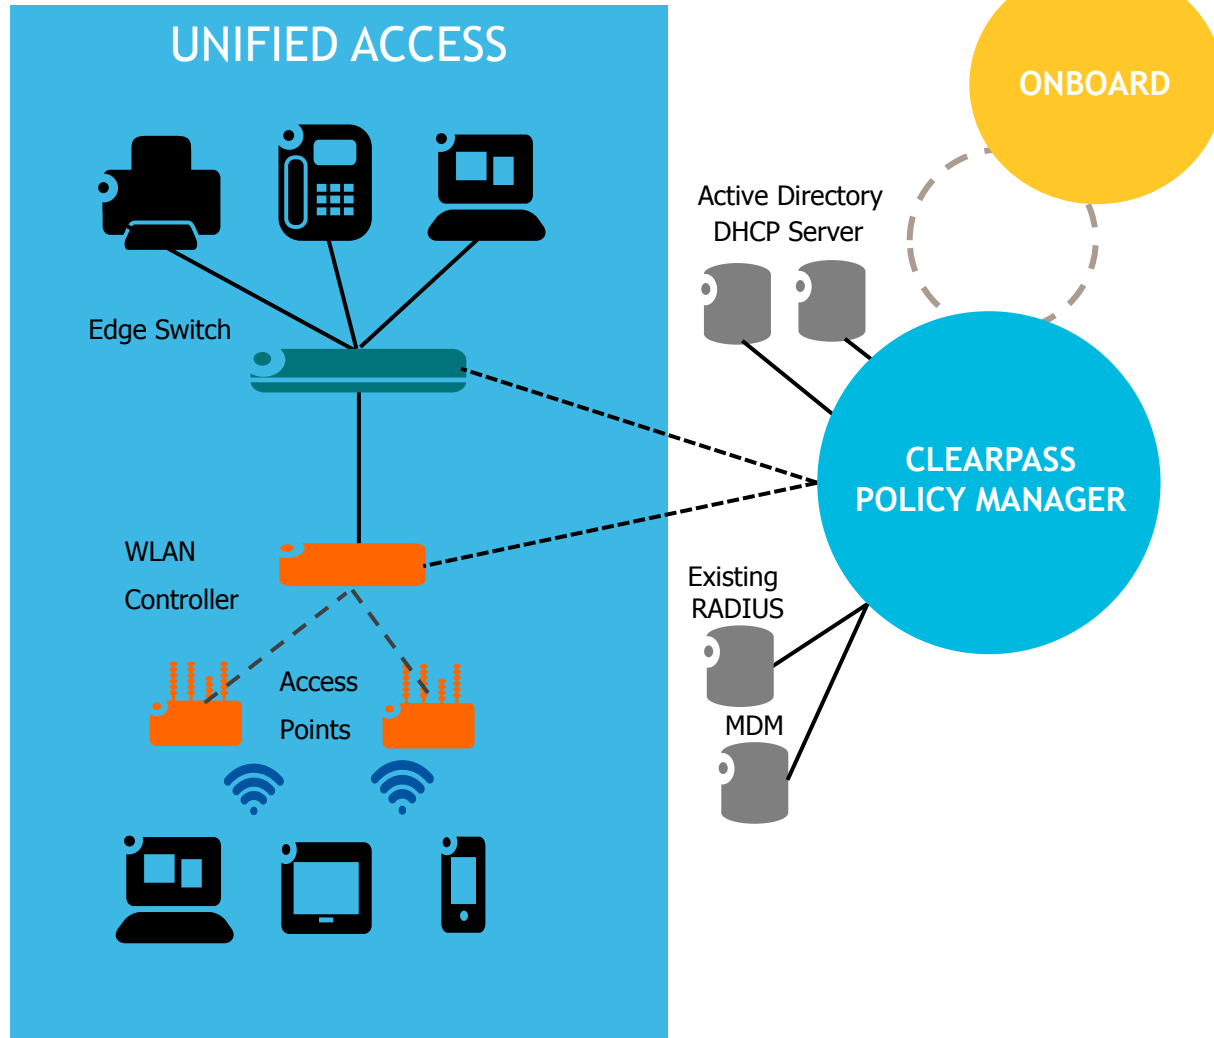 UNIFIED ACCESS
ONBOARD
Active Directory
DHCP Server
Edge Switch
CLEARPASS
POLICY MANAGER
WLAN
Controller
Existing
RADIUS
Access
Points
MDM